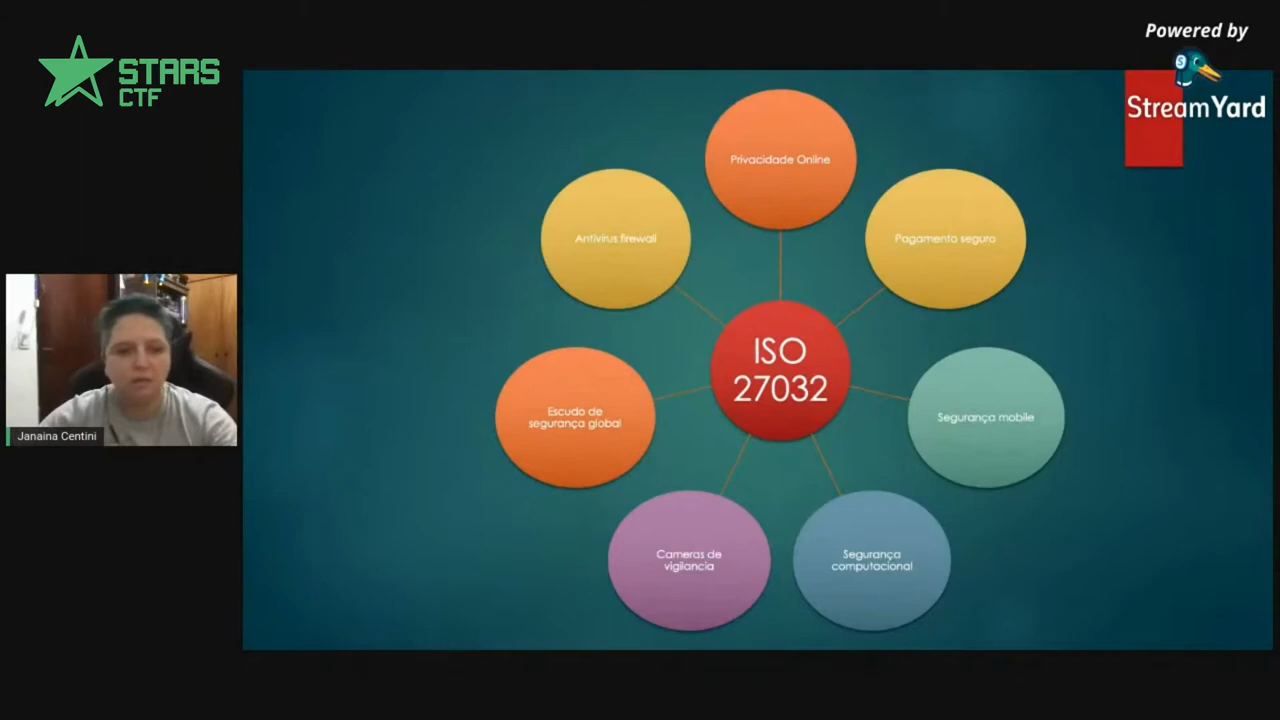 STARS
CTF
Powered by
StreamYard
Privacidade Online
Antivirus firewall
Pagamento seguro
ISO
27032
Escudo de
segurança global
Segurança mobile
Cameras de
vigilancia
Segurança
computacional
Janaina Centini